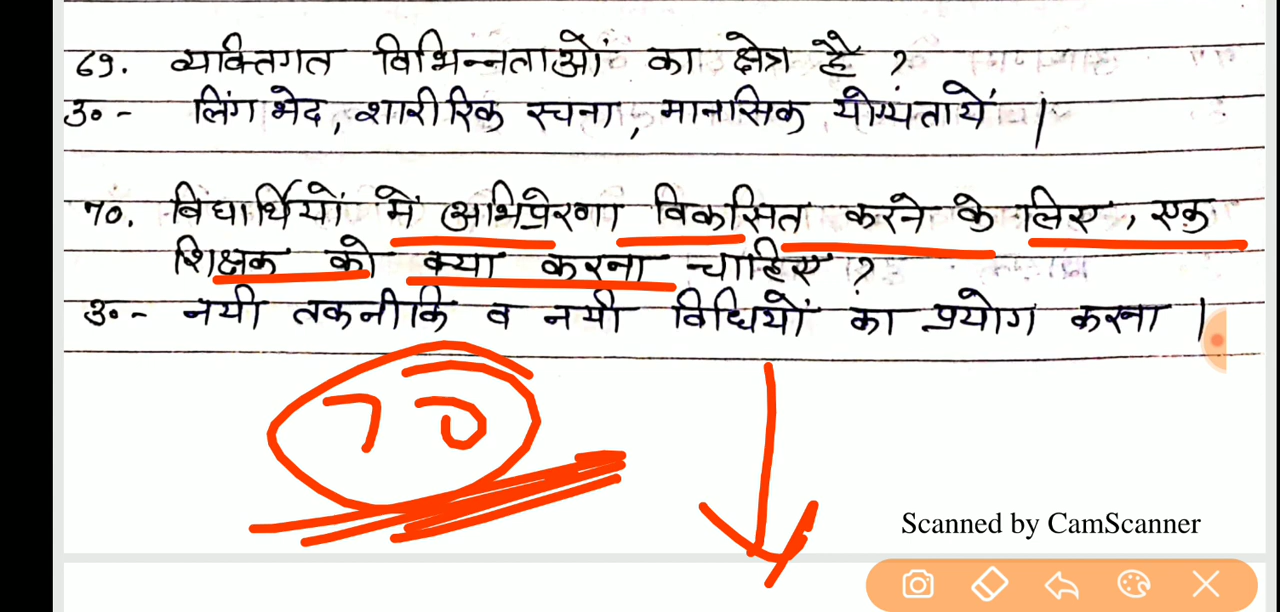 69. व्यक्तिगत विभिन्नताओं का क्षेत्र है ?
उ०- लिंग भेद, शारीरिक रचना, मानसिक योग्यतायें |
70. विद्यार्थियों में अभिप्रेरणा विकसित करने के लिए, एक
शिक्षक को क्या करना चाहिए ?
उ०- नयी तकनीकि व नयी विधियों का प्रयोग करना |
70
Scanned by CamScanner